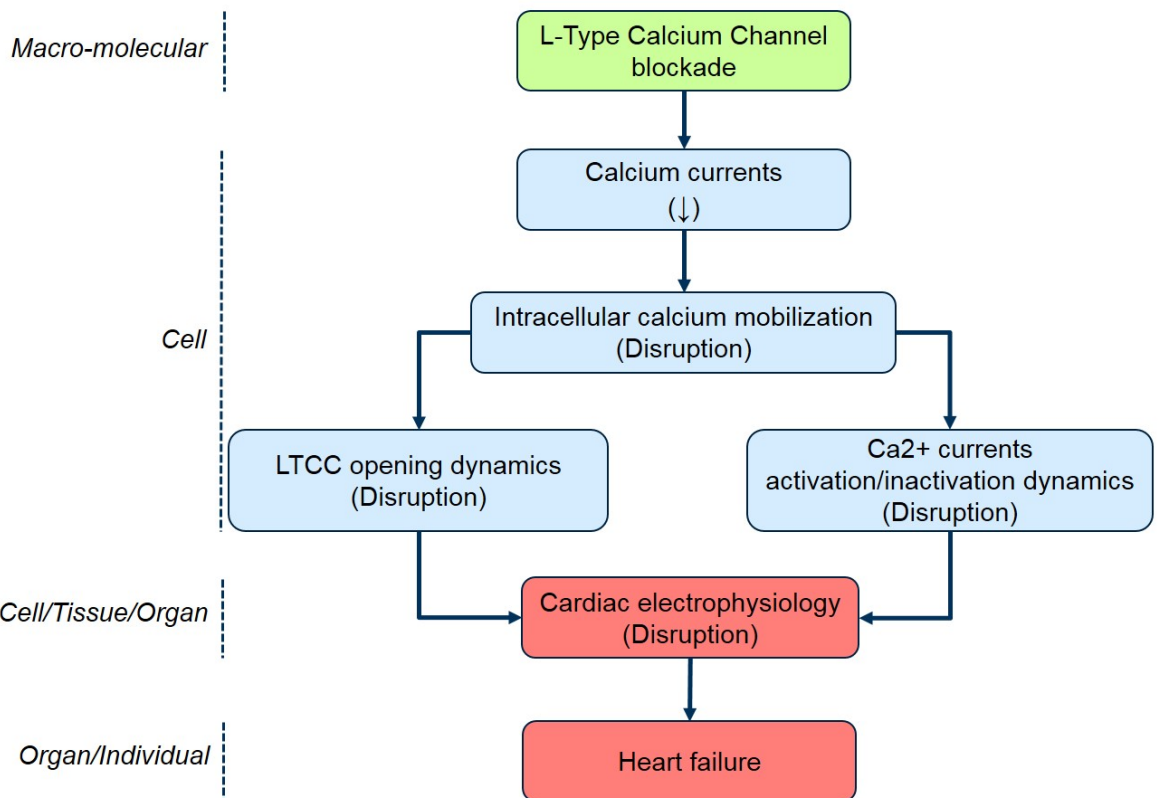 Macro-molecular
L-Type Calcium Channel
blockade
Calcium currents
(↓)
Cell
Intracellular calcium mobilization
(Disruption)
LTCC opening dynamics
(Disruption)
Ca2+ currents
activation/inactivation dynamics
(Disruption)
Cell/Tissue/Organ
Cardiac electrophysiology
(Disruption)
Organ/Individual
Heart failure